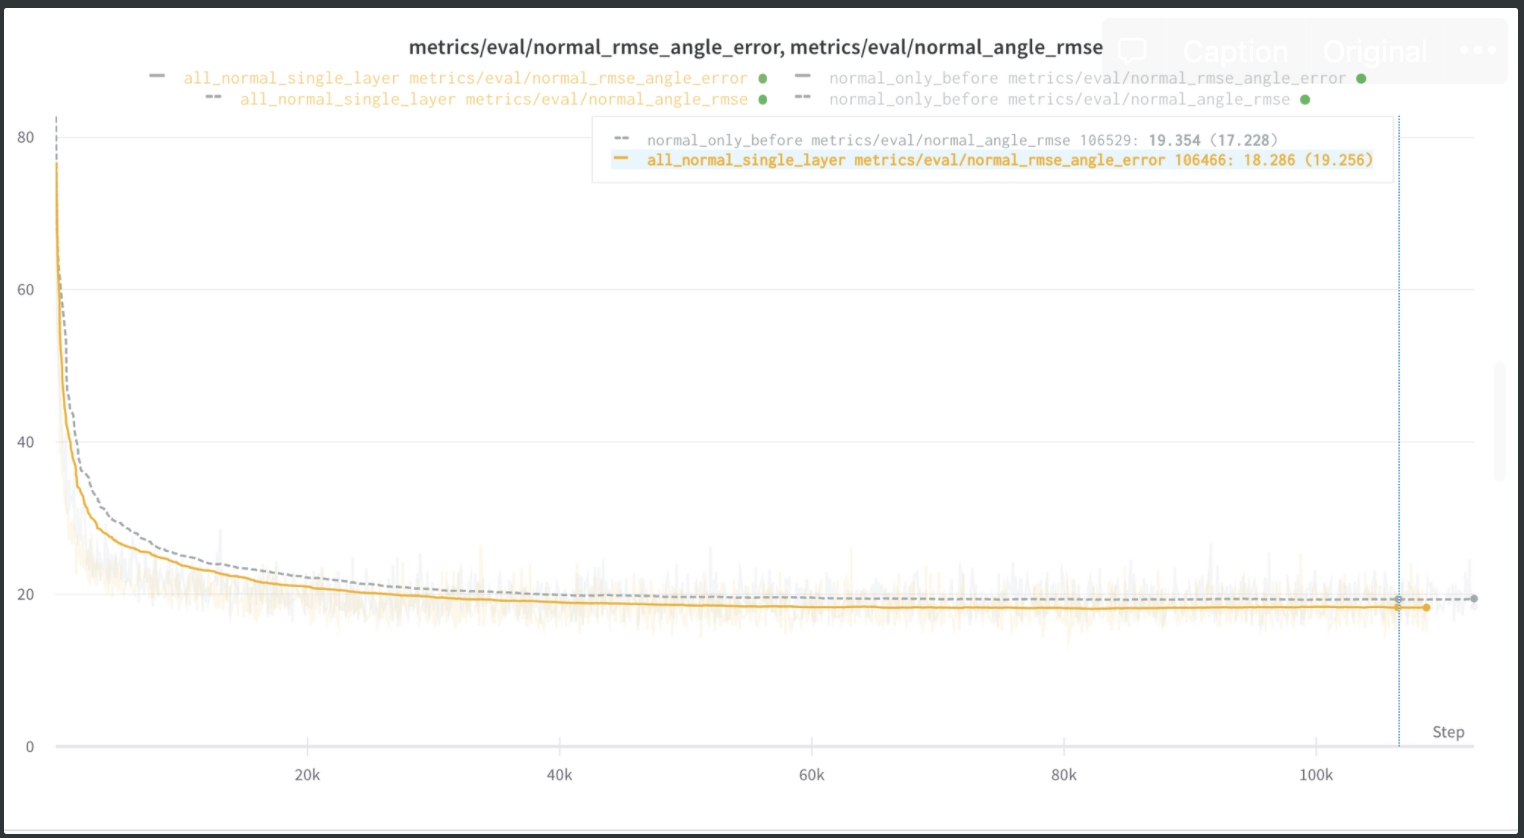 metrics/eval/normal_rmse_angle_error, metrics/eval/normal_angle_rmse
Caption Original
all_normal_single_layer metrics/eval/normal_rmse_angle_error normal_only_before metrics/eval/normal_rmse_angle_error
all_normal_single_layer metrics/eval/normal_angle_rmse normal_only_before metrics/eval/normal_angle_rmse
normal_only_before metrics/eval/normal_angle_rmse 106529: 19.354 (17.228)
all_normal_single_layer metrics/eval/normal_rmse_angle_error 106466: 18.286 (19.256)
80
60
40
20
0
Step
20k 40k 60k 80k 100k